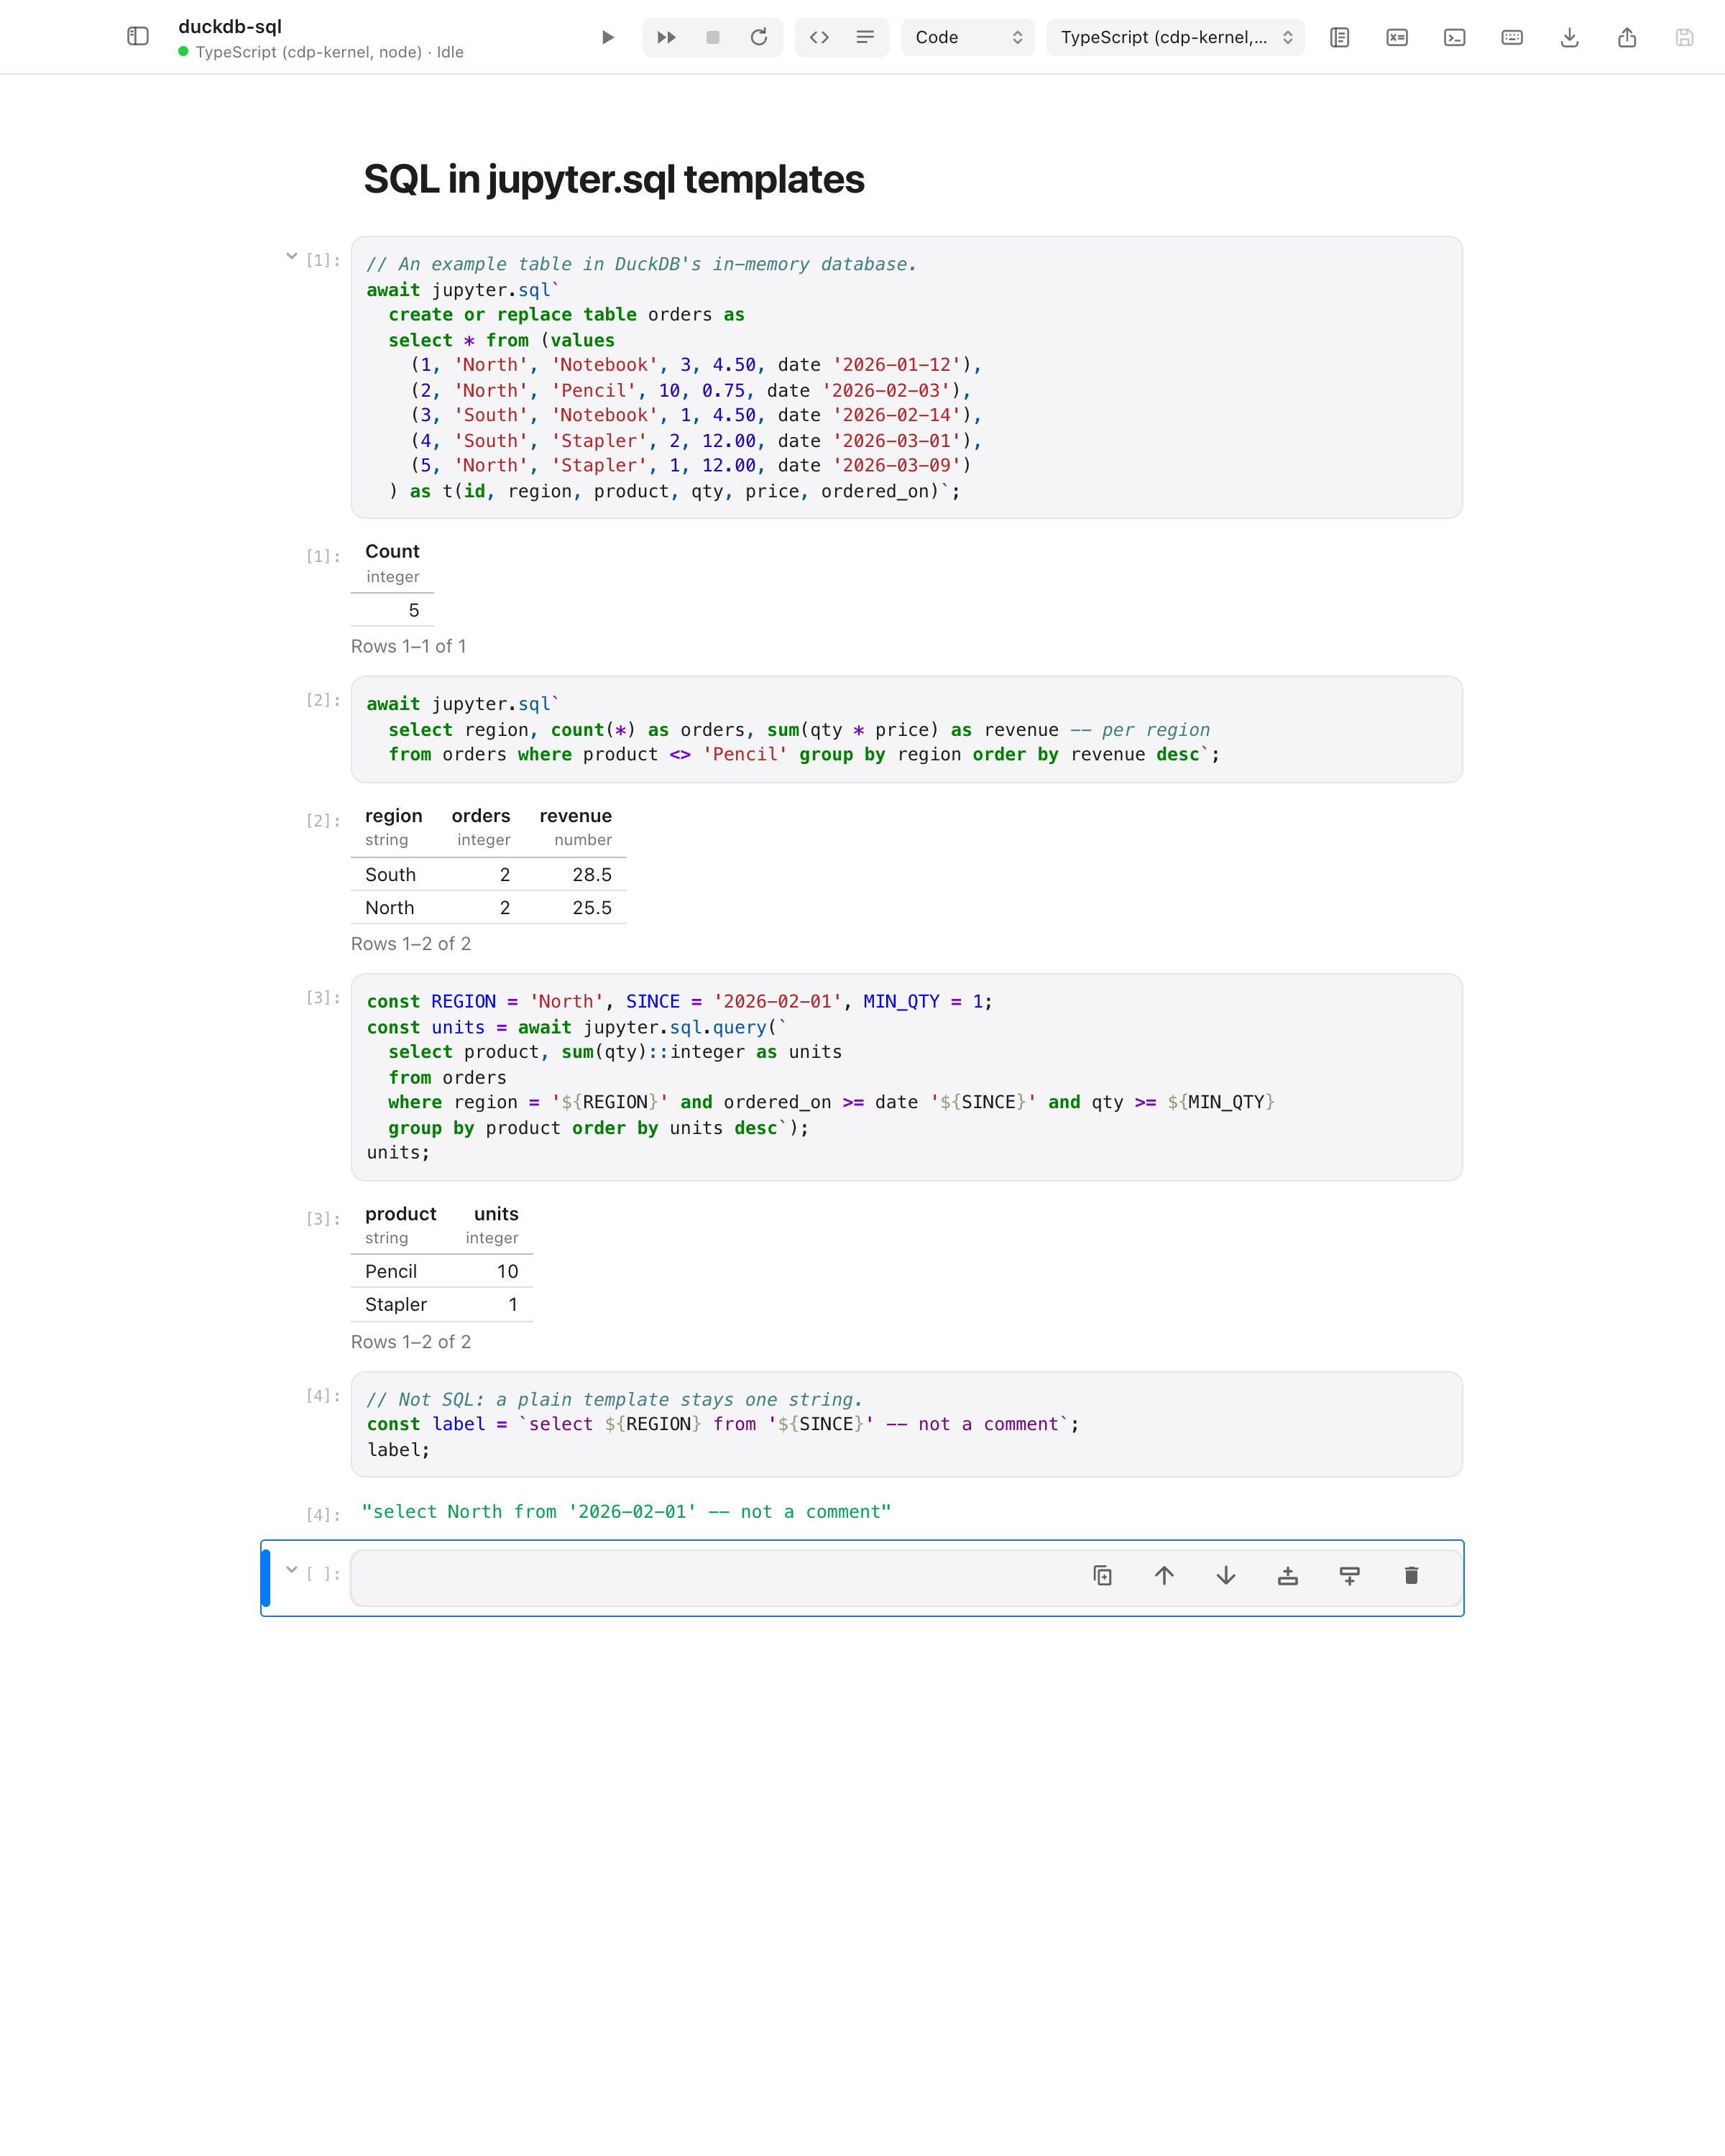 duckdb-sql
TypeScript (cdp-kernel, node) · Idle
Code
TypeScript (cdp-kernel,...
SQL in jupyter.sql templates
[1]:
// An example table in DuckDB's in-memory database.
await jupyter.sql`
  create or replace table orders as
  select * from (values
    (1, 'North', 'Notebook', 3, 4.50, date '2026-01-12'),
    (2, 'North', 'Pencil', 10, 0.75, date '2026-02-03'),
    (3, 'South', 'Notebook', 1, 4.50, date '2026-02-14'),
    (4, 'South', 'Stapler', 2, 12.00, date '2026-03-01'),
    (5, 'North', 'Stapler', 1, 12.00, date '2026-03-09')
  ) as t(id, region, product, qty, price, ordered_on)`;
[1]:
Count
integer
5
Rows 1–1 of 1
[2]:
await jupyter.sql`
  select region, count(*) as orders, sum(qty * price) as revenue -- per region
  from orders where product <> 'Pencil' group by region order by revenue desc`;
[2]:
region orders revenue
string integer number
South 2 28.5
North 2 25.5
Rows 1–2 of 2
[3]:
const REGION = 'North', SINCE = '2026-02-01', MIN_QTY = 1;
const units = await jupyter.sql.query(`
  select product, sum(qty)::integer as units
  from orders
  where region = '${REGION}' and ordered_on >= date '${SINCE}' and qty >= ${MIN_QTY}
  group by product order by units desc`);
units;
[3]:
product units
string integer
Pencil 10
Stapler 1
Rows 1–2 of 2
[4]:
// Not SQL: a plain template stays one string.
const label = `select ${REGION} from '${SINCE}' -- not a comment`;
label;
[4]:
"select North from '2026-02-01' -- not a comment"
[ ]: